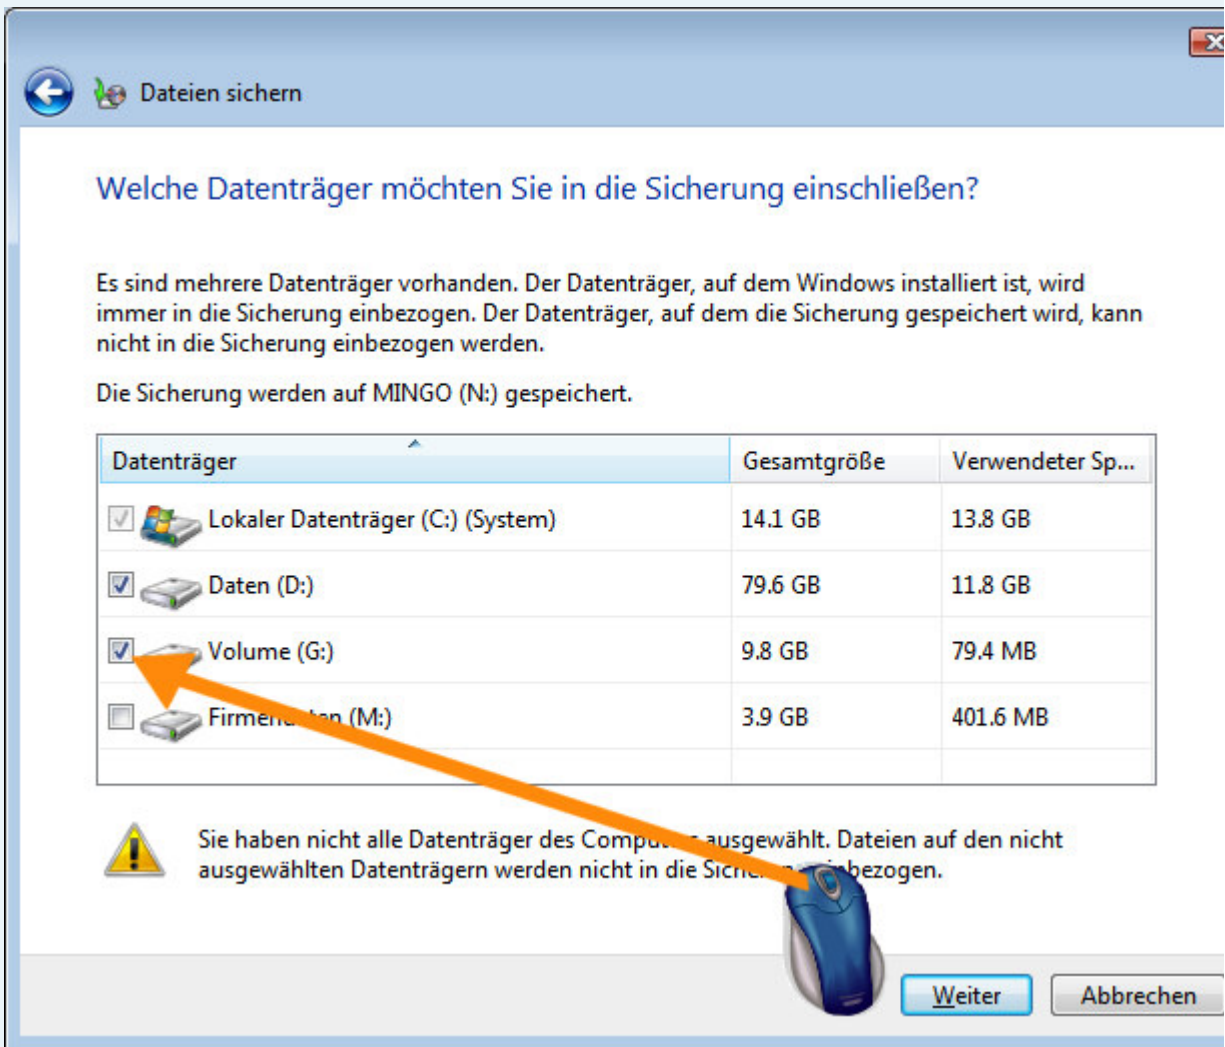 Dateien sichern
Welche Datenträger möchten Sie in die Sicherung einschließen?
Es sind mehrere Datenträger vorhanden. Der Datenträger, auf dem Windows installiert ist, wird
immer in die Sicherung einbezogen. Der Datenträger, auf dem die Sicherung gespeichert wird, kann
nicht in die Sicherung einbezogen werden.
Die Sicherung werden auf MINGO (N:) gespeichert.
Datenträger Gesamtgröße Verwendeter Sp...
Lokaler Datenträger (C:) (System) 14.1 GB 13.8 GB
Daten (D:) 79.6 GB 11.8 GB
Volume (G:) 9.8 GB 79.4 MB
Firmendaten (M:) 3.9 GB 401.6 MB
Sie haben nicht alle Datenträger des Computers ausgewählt. Dateien auf den nicht
ausgewählten Datenträgern werden nicht in die Sicherung einbezogen.
Weiter Abbrechen